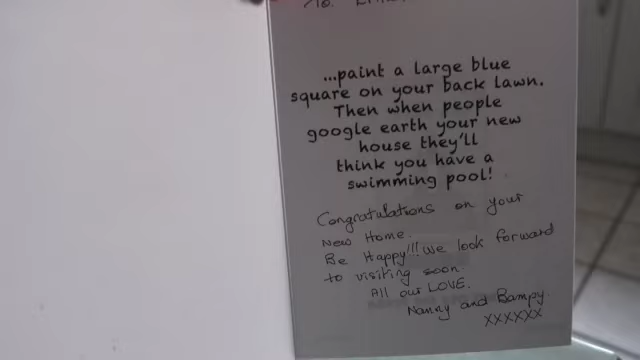 To.
...paint a large blue
square on your back lawn.
Then when people
google earth your new
house they'll
think you have a
swimming pool!
Congratulations on your
New Home.
Be Happy!!! We look forward
to visiting soon.
All our LOVE.
Nanny and Bampy.
xxxxxx